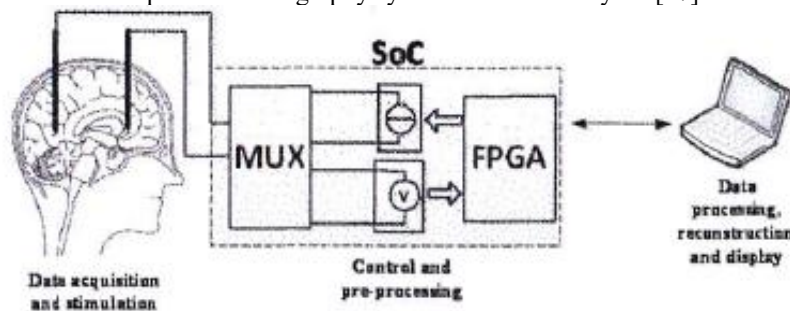 SoC
MUX
FPGA
V
Data acquisition
and stimulation
Control and
pre-processing
Data
processing,
reconstruction
and display